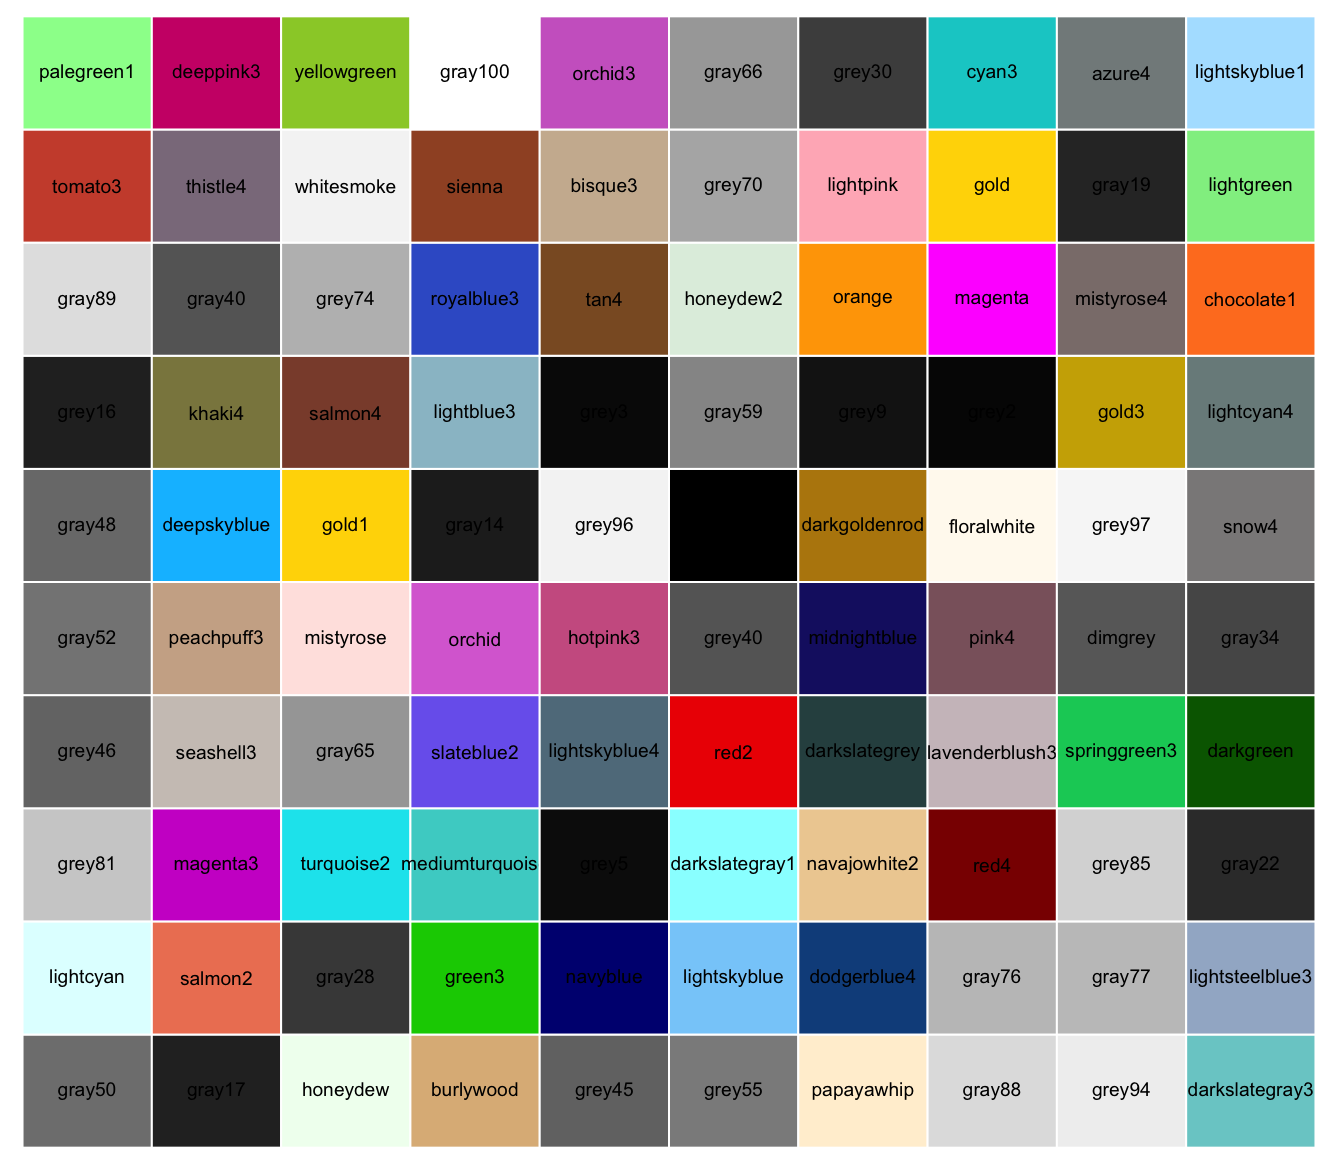 palegreen1 deeppink3 yellowgreen gray100 orchid3 gray66 grey30 cyan3 azure4 lightskyblue1
tomato3 thistle4 whitesmoke sienna bisque3 grey70 lightpink gold gray19 lightgreen
gray89 gray40 grey74 royalblue3 tan4 honeydew2 orange magenta mistyrose4 chocolate1
grey16 khaki4 salmon4 lightblue3 grey3 gray59 grey9 grey2 gold3 lightcyan4
gray48 deepskyblue gold1 gray14 grey96 darkgoldenrod floralwhite grey97 snow4
gray52 peachpuff3 mistyrose orchid hotpink3 grey40 midnightblue pink4 dimgrey gray34
grey46 seashell3 gray65 slateblue2 lightskyblue4 red2 darkslategrey lavenderblush3 springgreen3 darkgreen
grey81 magenta3 turquoise2 mediumturquois grey5 darkslategray1 navajowhite2 red4 grey85 gray22
lightcyan salmon2 gray28 green3 navyblue lightskyblue dodgerblue4 gray76 gray77 lightsteelblue3
gray50 gray17 honeydew burlywood grey45 grey55 papayawhip gray88 grey94 darkslategray3